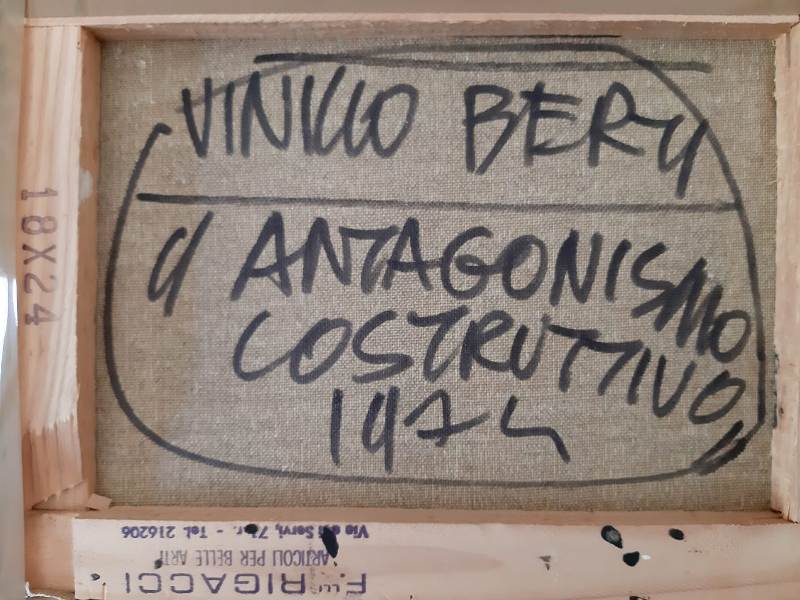 VINICIO BERTI
"ANTAGONISMO
COSTRUTTIVO"
1974
18X24
F.LLI RIGACCI
ARTICOLI PER BELLE ARTI
Via dei Servi, 71r. - Tel. 216206